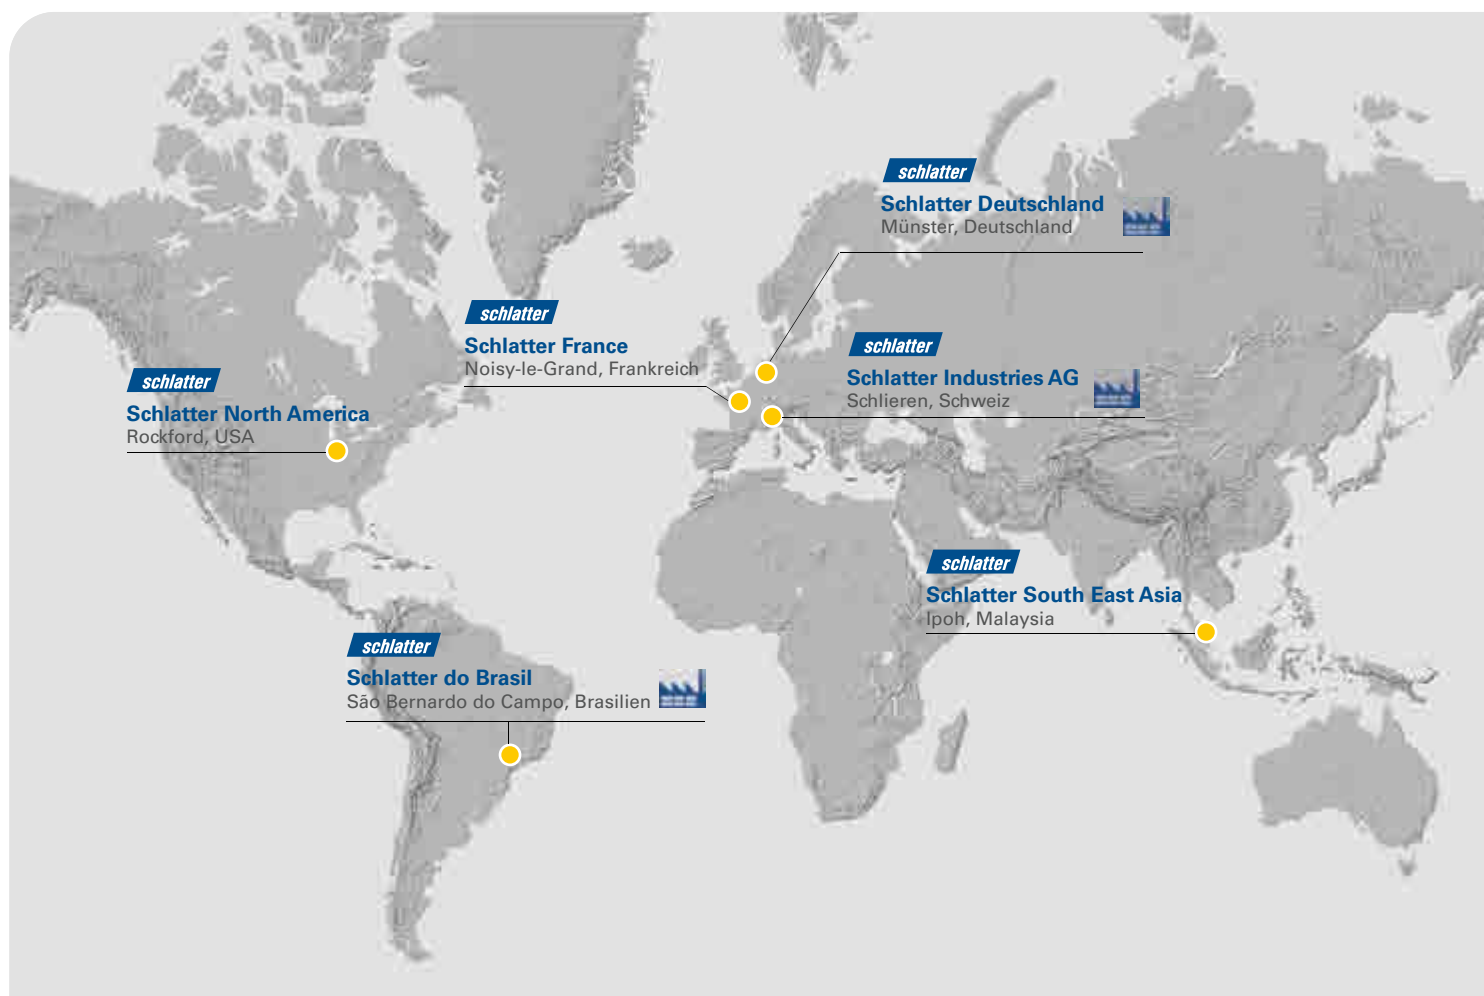 schlatter
Schlatter Deutschland
Münster, Deutschland
schlatter
Schlatter France
Noisy-le-Grand, Frankreich
schlatter
Schlatter Industries AG
Schlieren, Schweiz
schlatter
Schlatter North America
Rockford, USA
schlatter
Schlatter South East Asia
Ipoh, Malaysia
schlatter
Schlatter do Brasil
São Bernardo do Campo, Brasilien